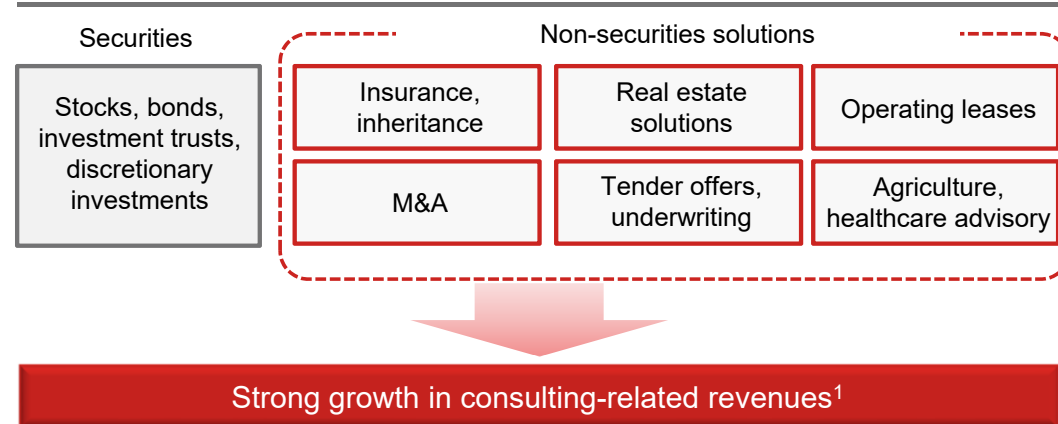 Securities
Non-securities solutions
Stocks, bonds,
investment trusts,
discretionary
investments
Insurance,
inheritance
Real estate
solutions
Operating leases
M&A
Tender offers,
underwriting
Agriculture,
healthcare advisory
Strong growth in consulting-related revenues¹